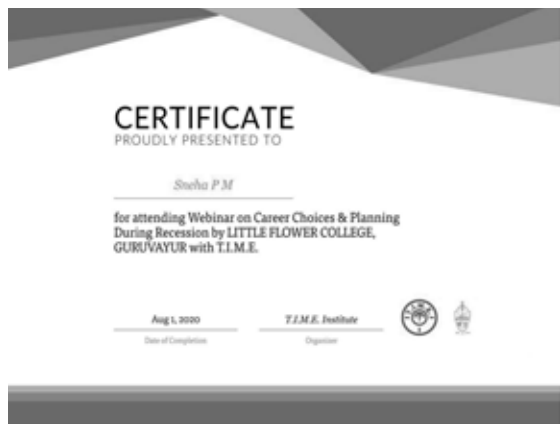 CERTIFICATE
PROUDLY PRESENTED TO
Sneha P M
for attending Webinar on Career Choices & Planning
During Recession by LITTLE FLOWER COLLEGE,
GURUVAYUR with T.I.M.E.
Aug 1, 2020 T.I.M.E. Institute
Date of Completion Organiser